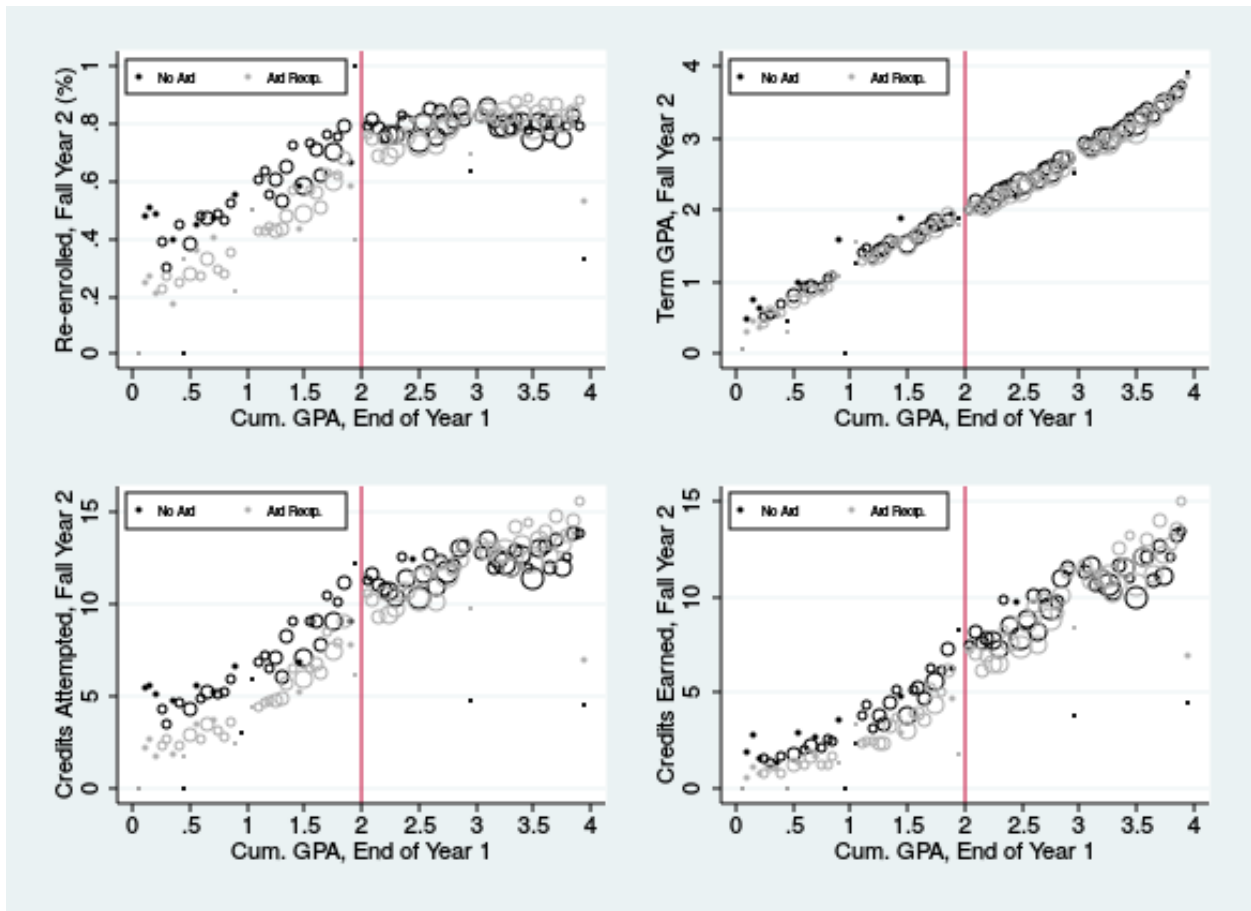 Re-enrolled, Fall Year 2 (%)
1
.8
.6
.4
.2
0
No Aid Aid Recip.
0 .5 1 1.5 2 2.5 3 3.5 4
Cum. GPA, End of Year 1
Term GPA, Fall Year 2
4
3
2
1
0
No Aid Aid Recip.
0 .5 1 1.5 2 2.5 3 3.5 4
Cum. GPA, End of Year 1
Credits Attempted, Fall Year 2
15
10
5
0
No Aid Aid Recip.
0 .5 1 1.5 2 2.5 3 3.5 4
Cum. GPA, End of Year 1
Credits Earned, Fall Year 2
15
10
5
0
No Aid Aid Recip.
0 .5 1 1.5 2 2.5 3 3.5 4
Cum. GPA, End of Year 1